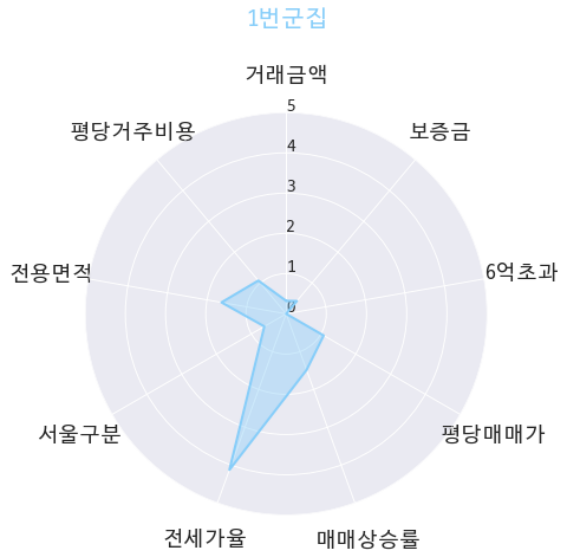 1번군집
거래금액
5
평당거주비용
보증금
4
3
2
전용면적
6억초과
1
0
서울구분
평당매매가
전세가율
매매상승률